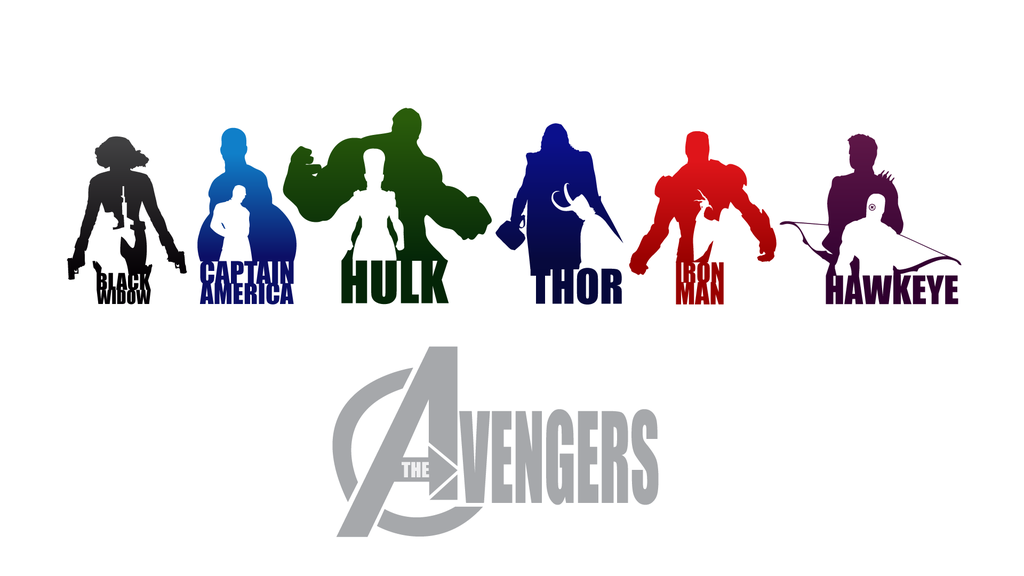 BLACK
WIDOW
CAPTAIN
AMERICA
HULK
THOR
IRON
MAN
HAWKEYE
THE AVENGERS